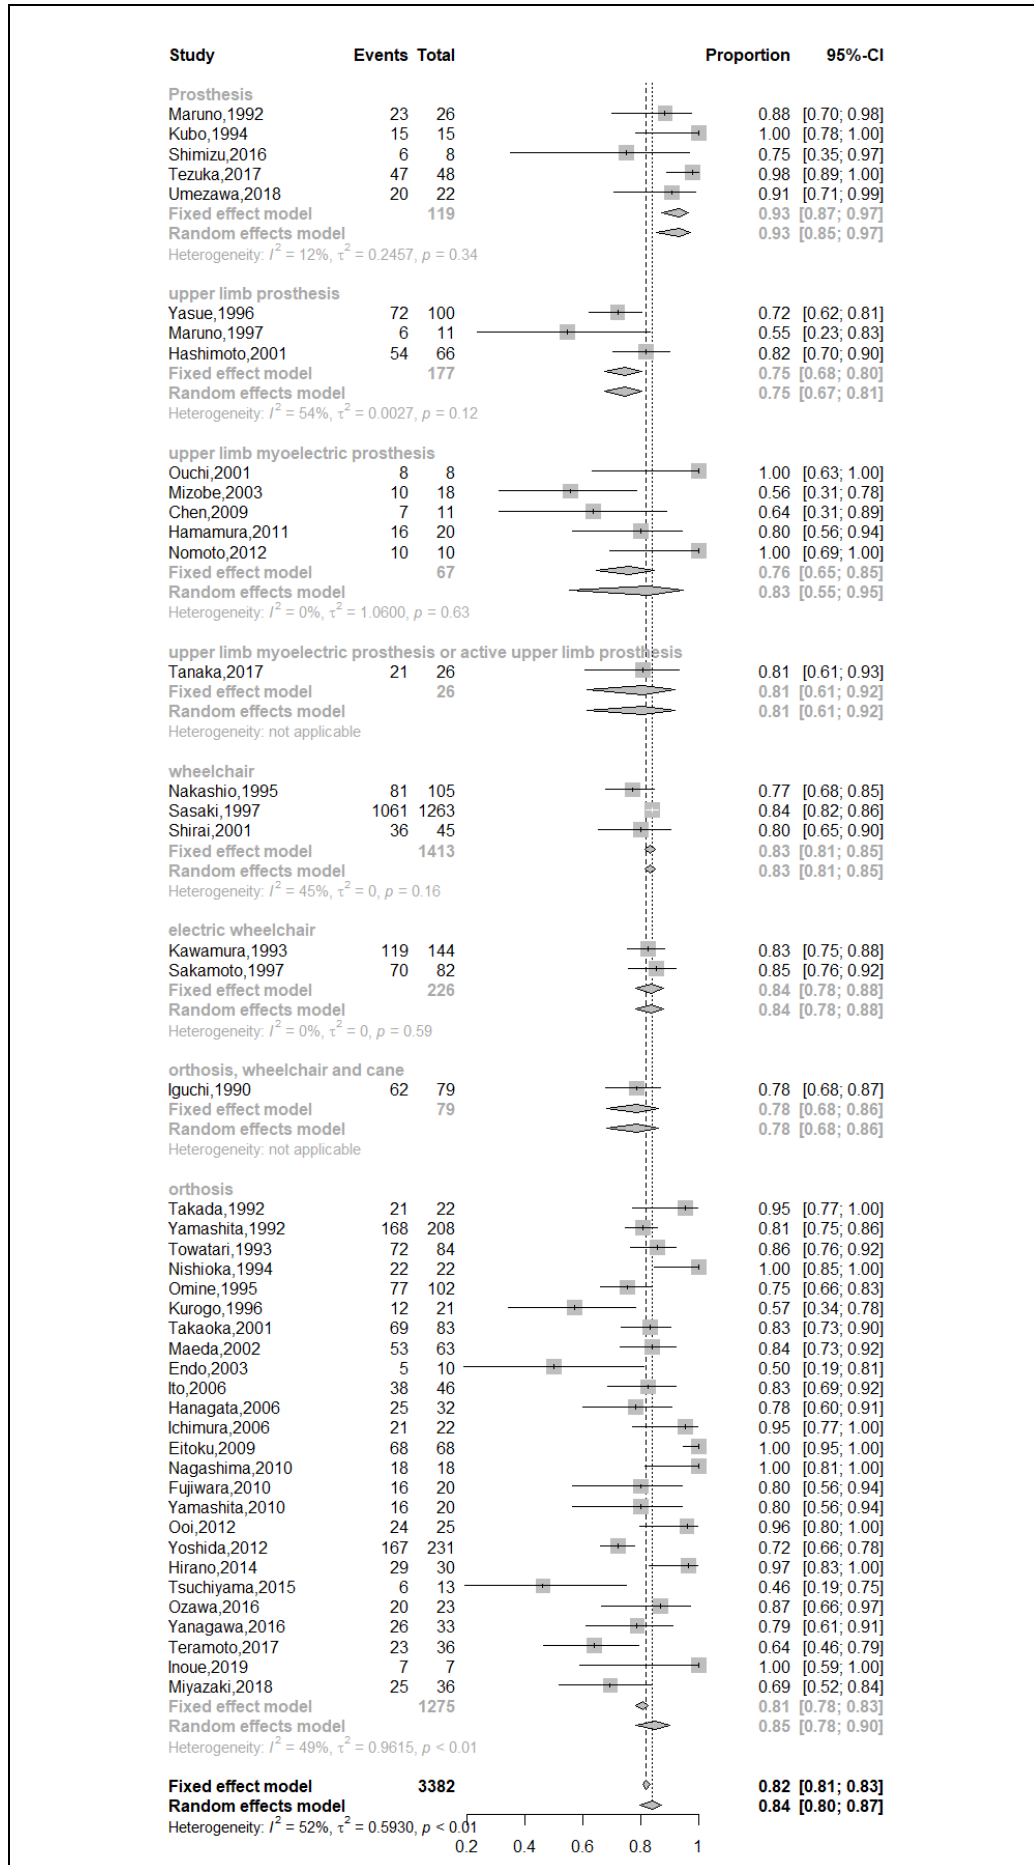 Study Events Total Proportion 95%-CI
Prosthesis
Maruno,1992 23 26 0.88 [0.70; 0.98]
Kubo,1994 15 15 1.00 [0.78; 1.00]
Shimizu,2016 6 8 0.75 [0.35; 0.97]
Tezuka,2017 47 48 0.98 [0.89; 1.00]
Umezawa,2018 20 22 0.91 [0.71; 0.99]
Fixed effect model 119 0.93 [0.87; 0.97]
Random effects model 0.93 [0.85; 0.97]
Heterogeneity: I² = 12%, τ² = 0.2457, p = 0.34
upper limb prosthesis
Yasue,1996 72 100 0.72 [0.62; 0.81]
Maruno,1997 6 11 0.55 [0.23; 0.83]
Hashimoto,2001 54 66 0.82 [0.70; 0.90]
Fixed effect model 177 0.75 [0.68; 0.80]
Random effects model 0.75 [0.67; 0.81]
Heterogeneity: I² = 54%, τ² = 0.0027, p = 0.12
upper limb myoelectric prosthesis
Ouchi,2001 8 8 1.00 [0.63; 1.00]
Mizobe,2003 10 18 0.56 [0.31; 0.78]
Chen,2009 7 11 0.64 [0.31; 0.89]
Hamamura,2011 16 20 0.80 [0.56; 0.94]
Nomoto,2012 10 10 1.00 [0.69; 1.00]
Fixed effect model 67 0.76 [0.65; 0.85]
Random effects model 0.83 [0.55; 0.95]
Heterogeneity: I² = 0%, τ² = 1.0600, p = 0.63
upper limb myoelectric prosthesis or active upper limb prosthesis
Tanaka,2017 21 26 0.81 [0.61; 0.93]
Fixed effect model 26 0.81 [0.61; 0.92]
Random effects model 0.81 [0.61; 0.92]
Heterogeneity: not applicable
wheelchair
Nakashio,1995 81 105 0.77 [0.68; 0.85]
Sasaki,1997 1061 1263 0.84 [0.82; 0.86]
Shirai,2001 36 45 0.80 [0.65; 0.90]
Fixed effect model 1413 0.83 [0.81; 0.85]
Random effects model 0.83 [0.81; 0.85]
Heterogeneity: I² = 45%, τ² = 0, p = 0.16
electric wheelchair
Kawamura,1993 119 144 0.83 [0.75; 0.88]
Sakamoto,1997 70 82 0.85 [0.76; 0.92]
Fixed effect model 226 0.84 [0.78; 0.88]
Random effects model 0.84 [0.78; 0.88]
Heterogeneity: I² = 0%, τ² = 0, p = 0.59
orthosis, wheelchair and cane
Iguchi,1990 62 79 0.78 [0.68; 0.87]
Fixed effect model 79 0.78 [0.68; 0.86]
Random effects model 0.78 [0.68; 0.86]
Heterogeneity: not applicable
orthosis
Takada,1992 21 22 0.95 [0.77; 1.00]
Yamashita,1992 168 208 0.81 [0.75; 0.86]
Towatari,1993 72 84 0.86 [0.76; 0.92]
Nishioka,1994 22 22 1.00 [0.85; 1.00]
Omine,1995 77 102 0.75 [0.66; 0.83]
Kurogo,1996 12 21 0.57 [0.34; 0.78]
Takaoka,2001 69 83 0.83 [0.73; 0.90]
Maeda,2002 53 63 0.84 [0.73; 0.92]
Endo,2003 5 10 0.50 [0.19; 0.81]
Ito,2006 38 46 0.83 [0.69; 0.92]
Hanagata,2006 25 32 0.78 [0.60; 0.91]
Ichimura,2006 21 22 0.95 [0.77; 1.00]
Eitoku,2009 68 68 1.00 [0.95; 1.00]
Nagashima,2010 18 18 1.00 [0.81; 1.00]
Fujiwara,2010 16 20 0.80 [0.56; 0.94]
Yamashita,2010 16 20 0.80 [0.56; 0.94]
Ooi,2012 24 25 0.96 [0.80; 1.00]
Yoshida,2012 167 231 0.72 [0.66; 0.78]
Hirano,2014 29 30 0.97 [0.83; 1.00]
Tsuchiyama,2015 6 13 0.46 [0.19; 0.75]
Ozawa,2016 20 23 0.87 [0.66; 0.97]
Yanagawa,2016 26 33 0.79 [0.61; 0.91]
Teramoto,2017 23 36 0.64 [0.46; 0.79]
Inoue,2019 7 7 1.00 [0.59; 1.00]
Miyazaki,2018 25 36 0.69 [0.52; 0.84]
Fixed effect model 1275 0.81 [0.78; 0.83]
Random effects model 0.85 [0.78; 0.90]
Heterogeneity: I² = 49%, τ² = 0.9615, p < 0.01
Fixed effect model 3382 0.82 [0.81; 0.83]
Random effects model 0.84 [0.80; 0.87]
Heterogeneity: I² = 52%, τ² = 0.5930, p < 0.01
0.2 0.4 0.6 0.8 1